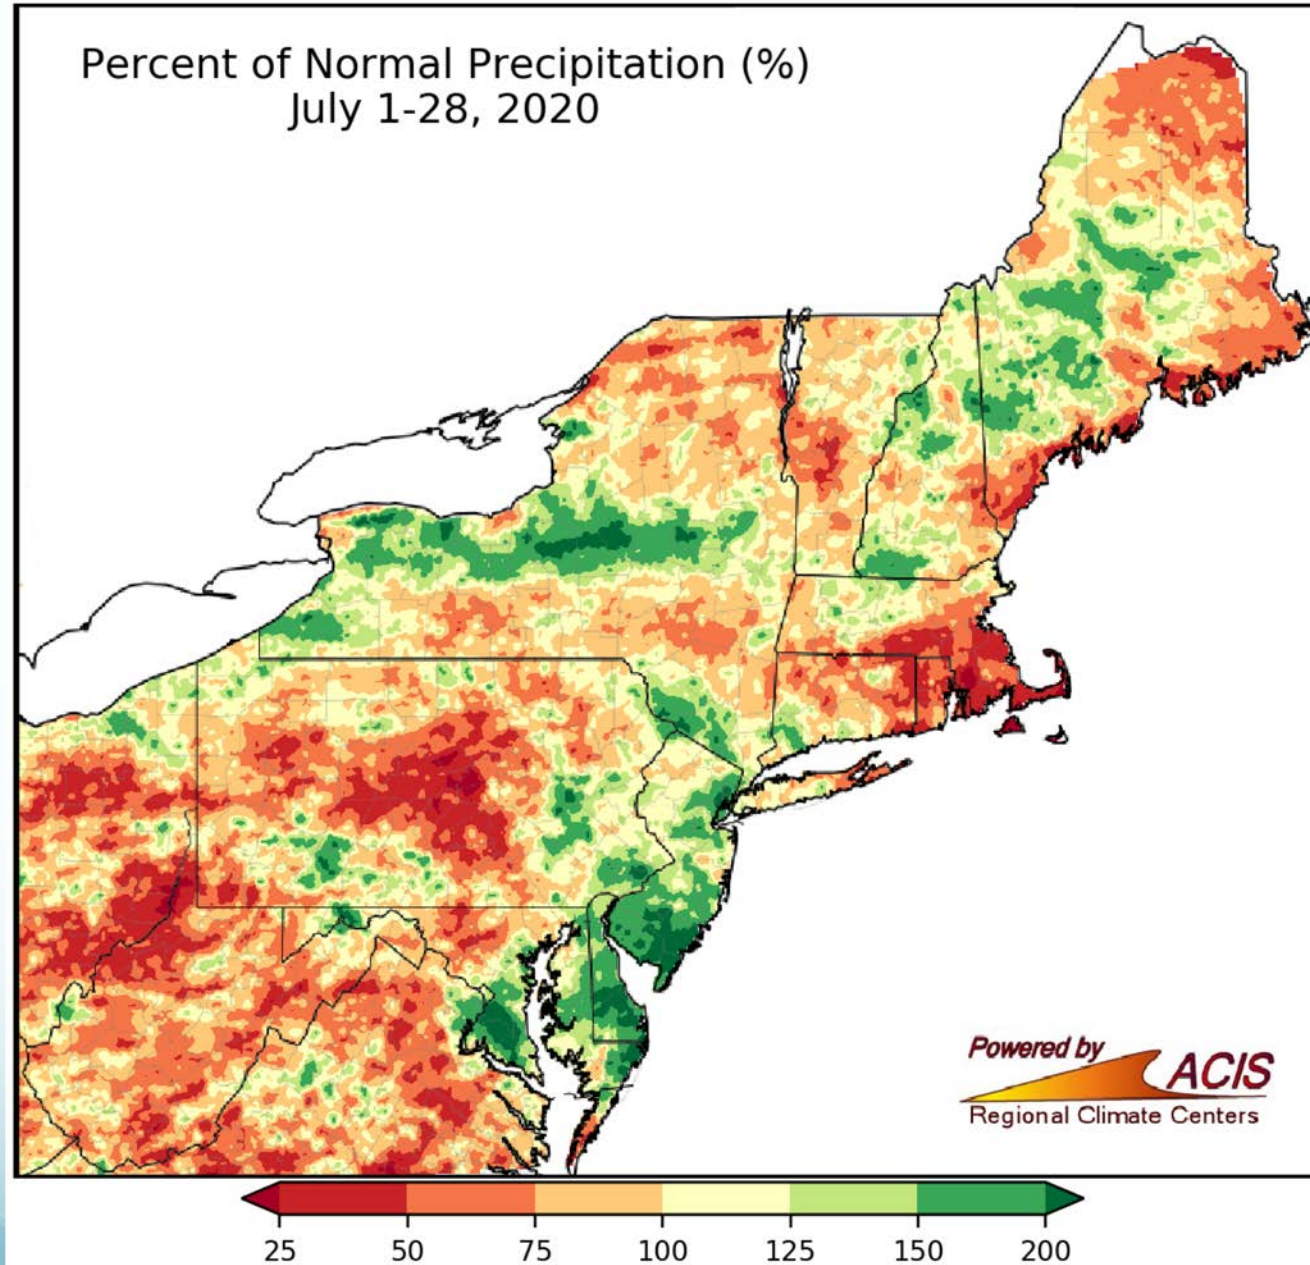 Percent of Normal Precipitation (%)
July 1-28, 2020
Powered by
ACIS
Regional Climate Centers
25 50 75 100 125 150 200